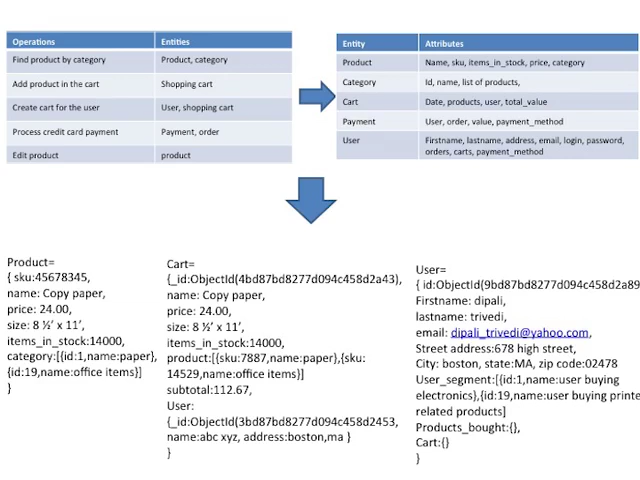 Operations Entities
Find product by category Product, category
Add product in the cart Shopping cart
Create cart for the user User, shopping cart
Process credit card payment Payment, order
Edit product product
Entity Attributes
Product Name, sku, items_in_stock, price, category
Category Id, name, list of products,
Cart Date, products, user, total_value
Payment User, order, value, payment_method
User Firstname, lastname, address, email, login, password,
orders, carts, payment_method
Product=
{ sku:45678345,
name: Copy paper,
price: 24.00,
size: 8 ½' x 11',
items_in_stock:14000,
category:[{id:1,name:paper},
{id:19,name:office items}]
}
Cart=
{_id:ObjectId(4bd87bd8277d094c458d2a43),
name: Copy paper,
price: 24.00,
size: 8 ½' x 11',
items_in_stock:14000,
product:[{sku:7887,name:paper},{sku:
14529,name:office items}]
subtotal:112.67,
User:
{_id:ObjectId(3bd87bd8277d094c458d2453,
name:abc xyz, address:boston,ma }
}
User=
{ id:ObjectId(9bd87bd8277d094c458d2a89
Firstname: dipali,
lastname: trivedi,
email: dipali_trivedi@yahoo.com,
Street address:678 high street,
City: boston, state:MA, zip code:02478
User_segment:[{id:1,name:user buying
electronics},{id:19,name:user buying printe
related products]
Products_bought:{},
Cart:{}
}